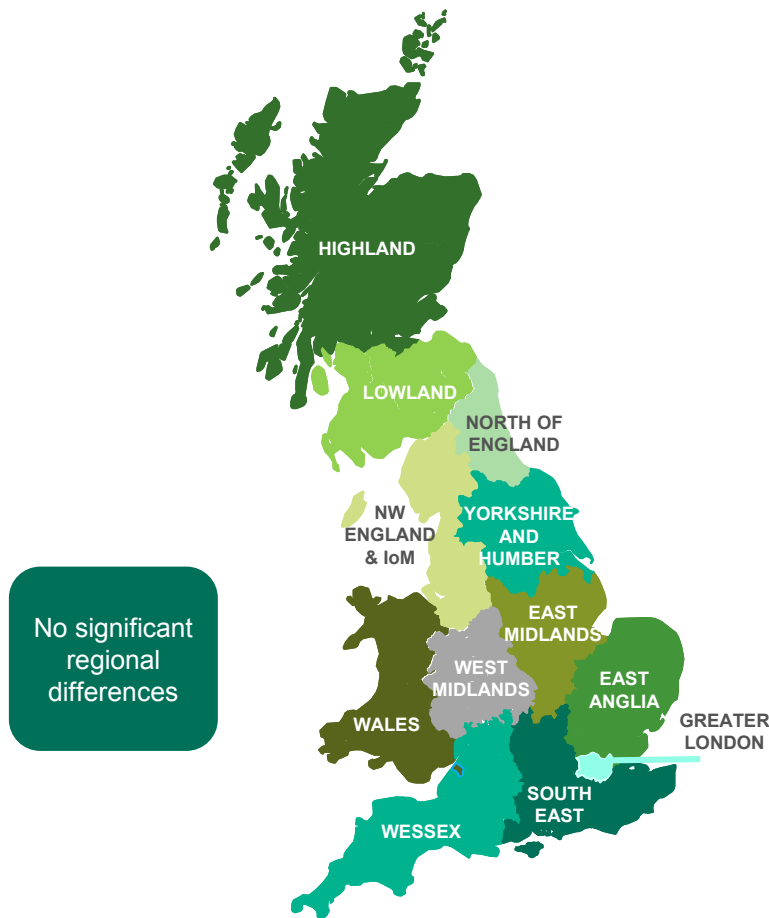 HIGHLAND
LOWLAND
NORTH OF
ENGLAND
NW
ENGLAND
& IoM
YORKSHIRE
AND
HUMBER
No significant
regional
differences
EAST
MIDLANDS
WEST
MIDLANDS
EAST
ANGLIA
WALES
GREATER
LONDON
SOUTH
EAST
WESSEX